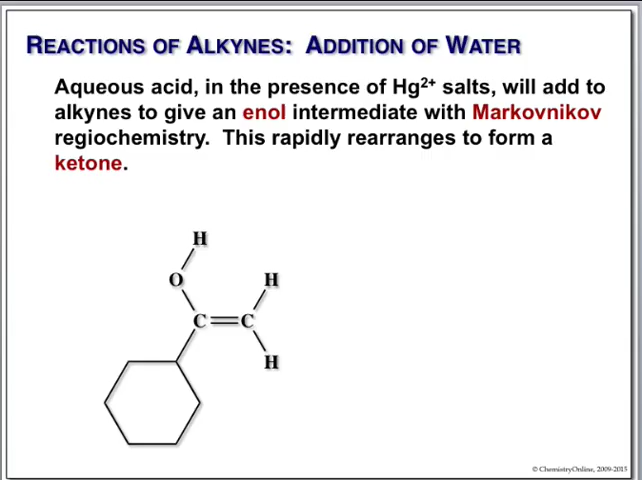 REACTIONS OF ALKYNES: ADDITION OF WATER
Aqueous acid, in the presence of Hg²⁺ salts, will add to
alkynes to give an enol intermediate with Markovnikov
regiochemistry. This rapidly rearranges to form a
ketone.
H
O H
C C
H
© ChemistryOnline, 2009-2015